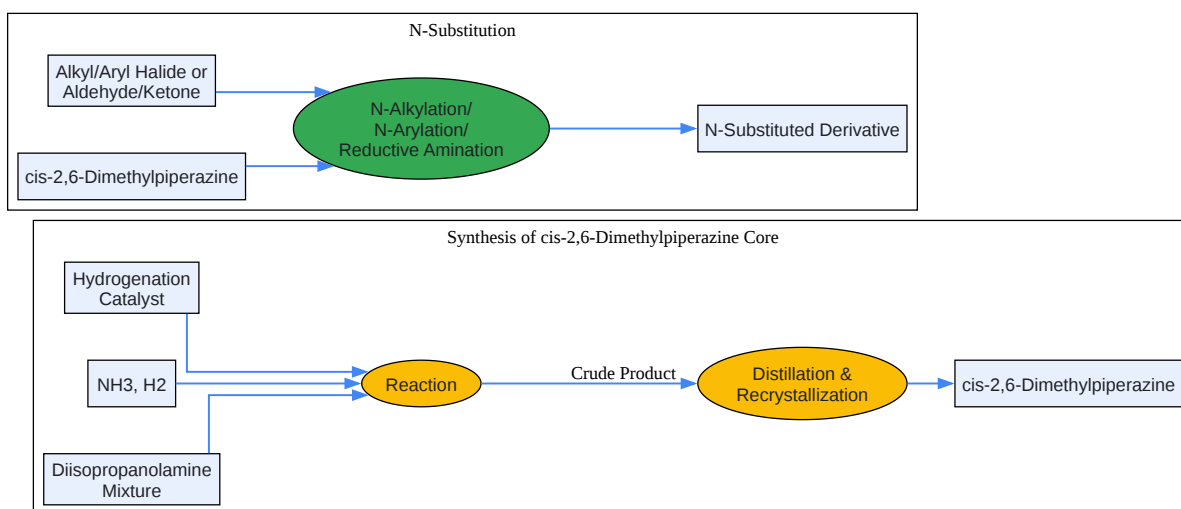 N-Substitution
Alkyl/Aryl Halide or
Aldehyde/Ketone
N-Alkylation/
N-Arylation/
Reductive Amination
N-Substituted Derivative
cis-2,6-Dimethylpiperazine
Synthesis of cis-2,6-Dimethylpiperazine Core
Hydrogenation
Catalyst
NH3, H2
Reaction
Crude Product
Distillation &
Recrystallization
cis-2,6-Dimethylpiperazine
Diisopropanolamine
Mixture